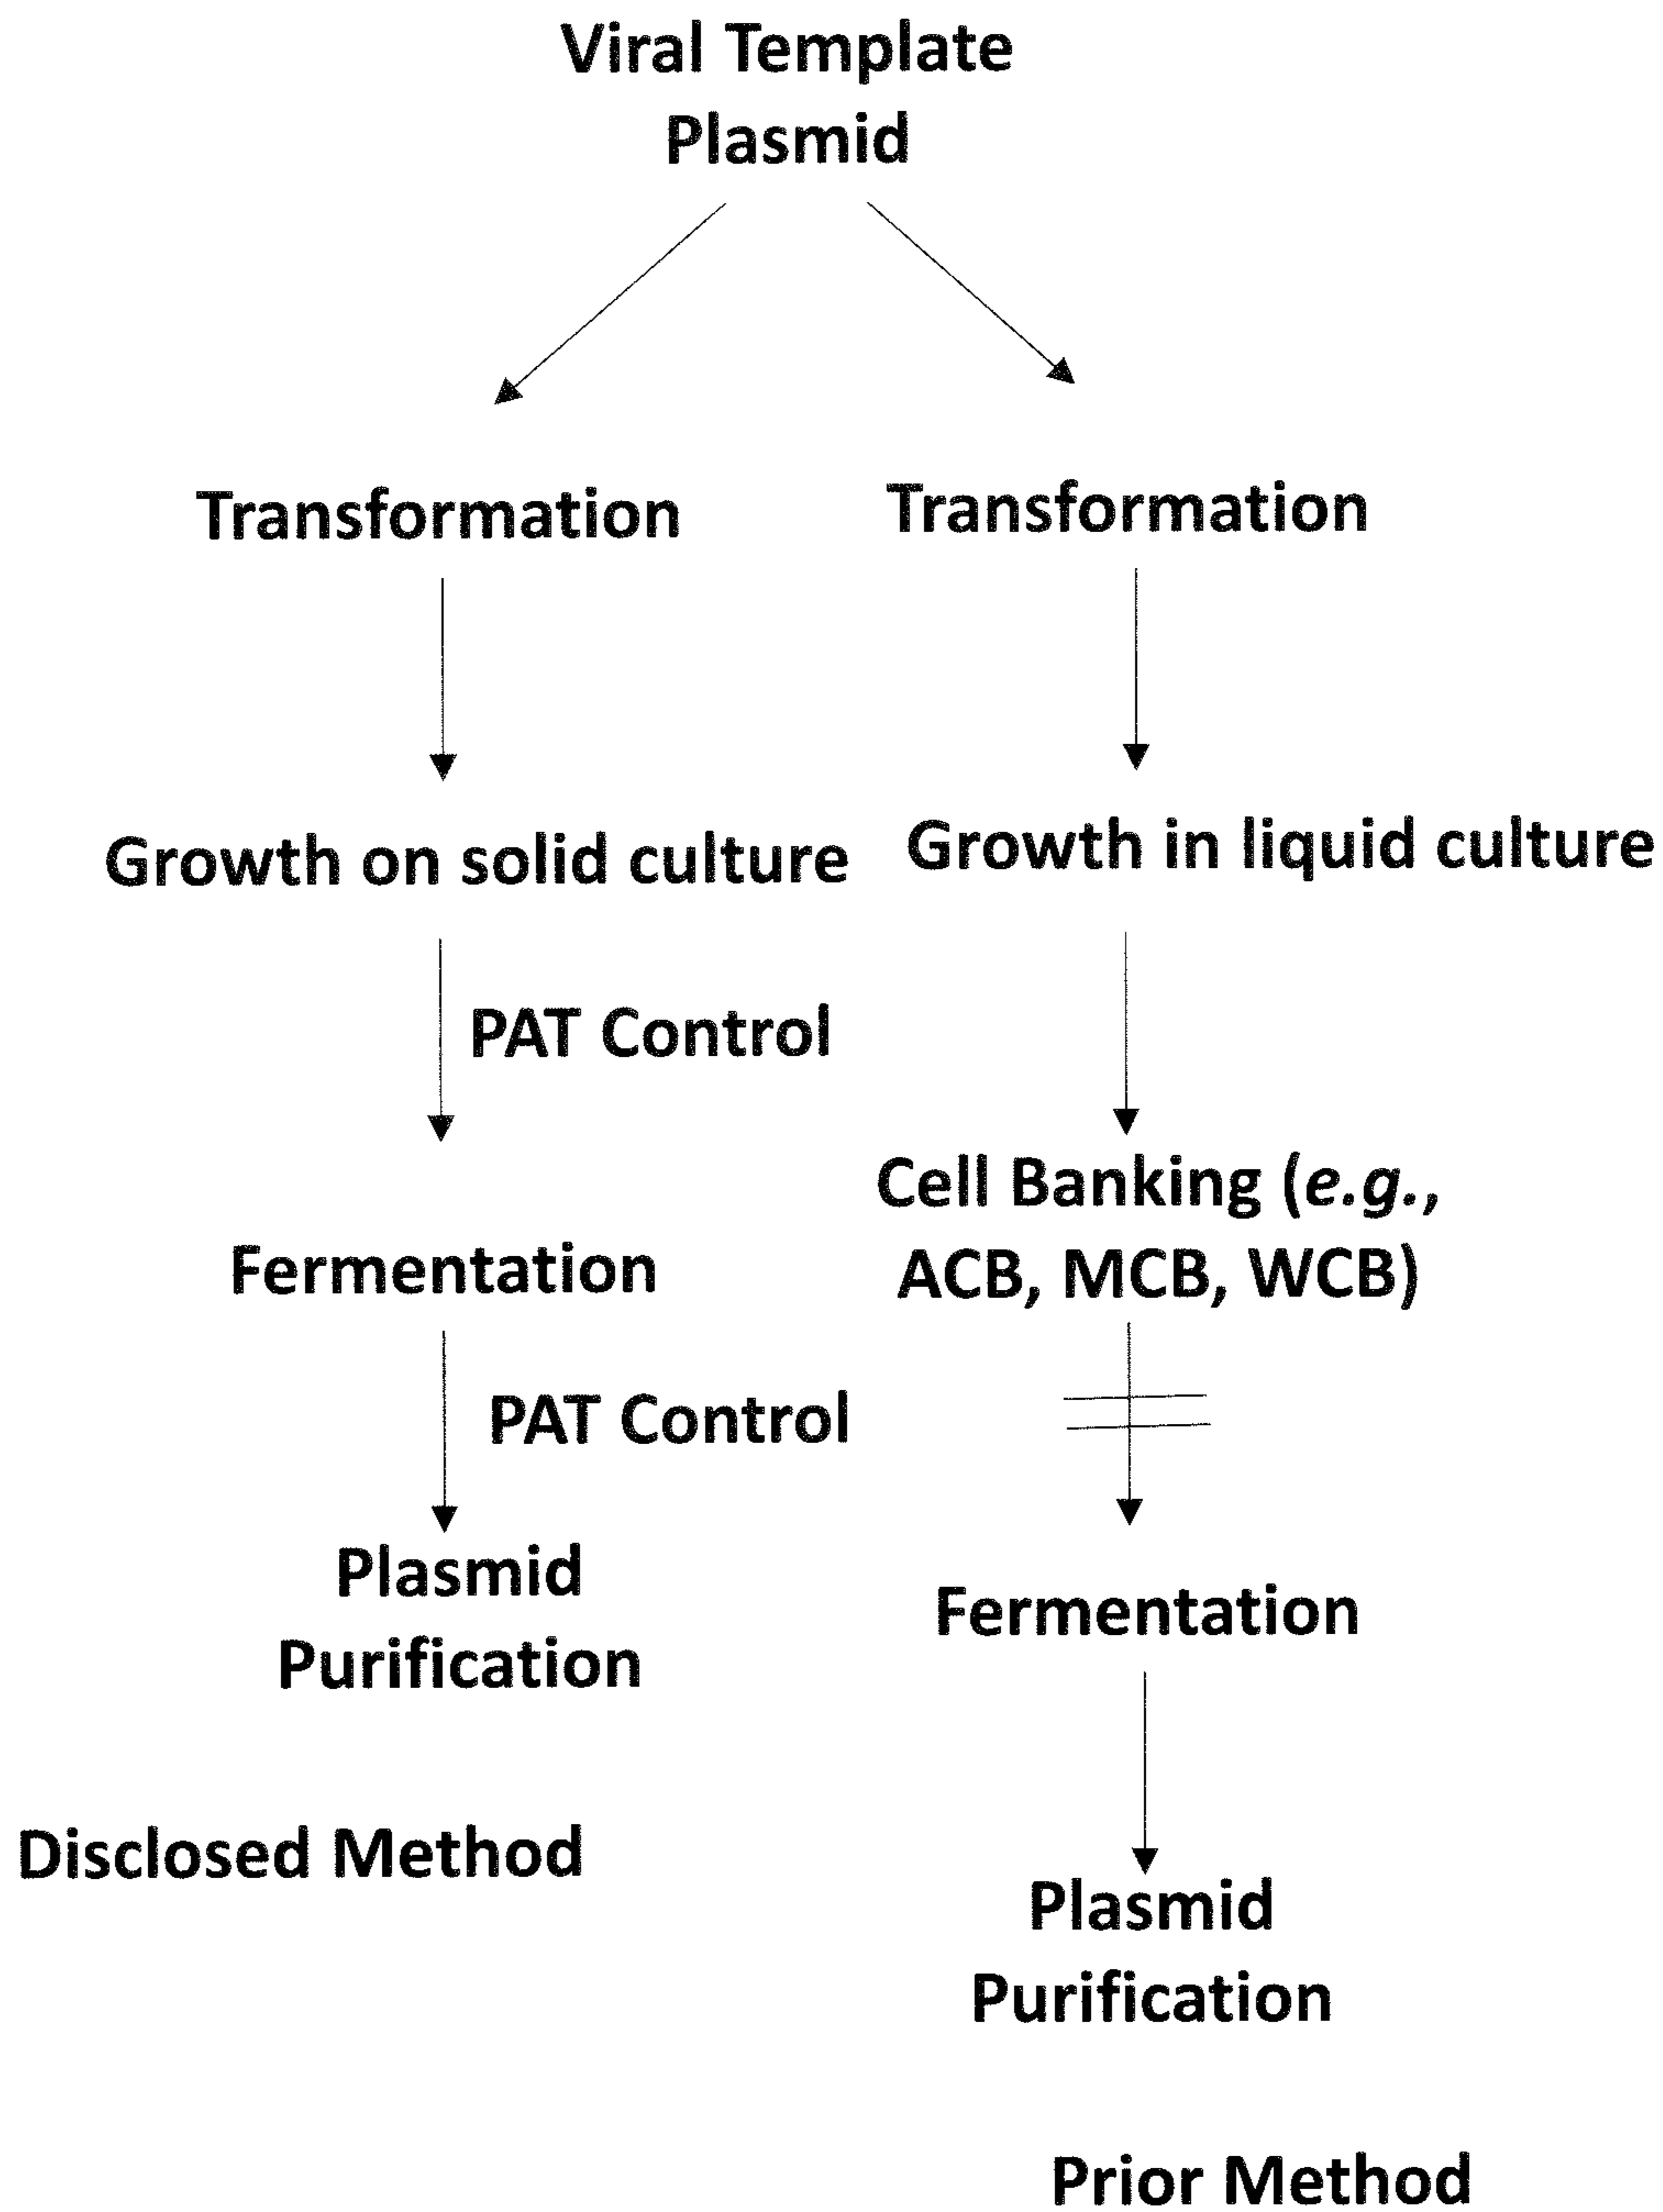 Viral Template
Plasmid
Transformation
Growth on solid culture
PAT Control
Fermentation
PAT Control
Plasmid
Purification
Disclosed Method
Transformation
Growth in liquid culture
Cell Banking (e.g.,
ACB, MCB, WCB)
Fermentation
Plasmid
Purification
Prior Method